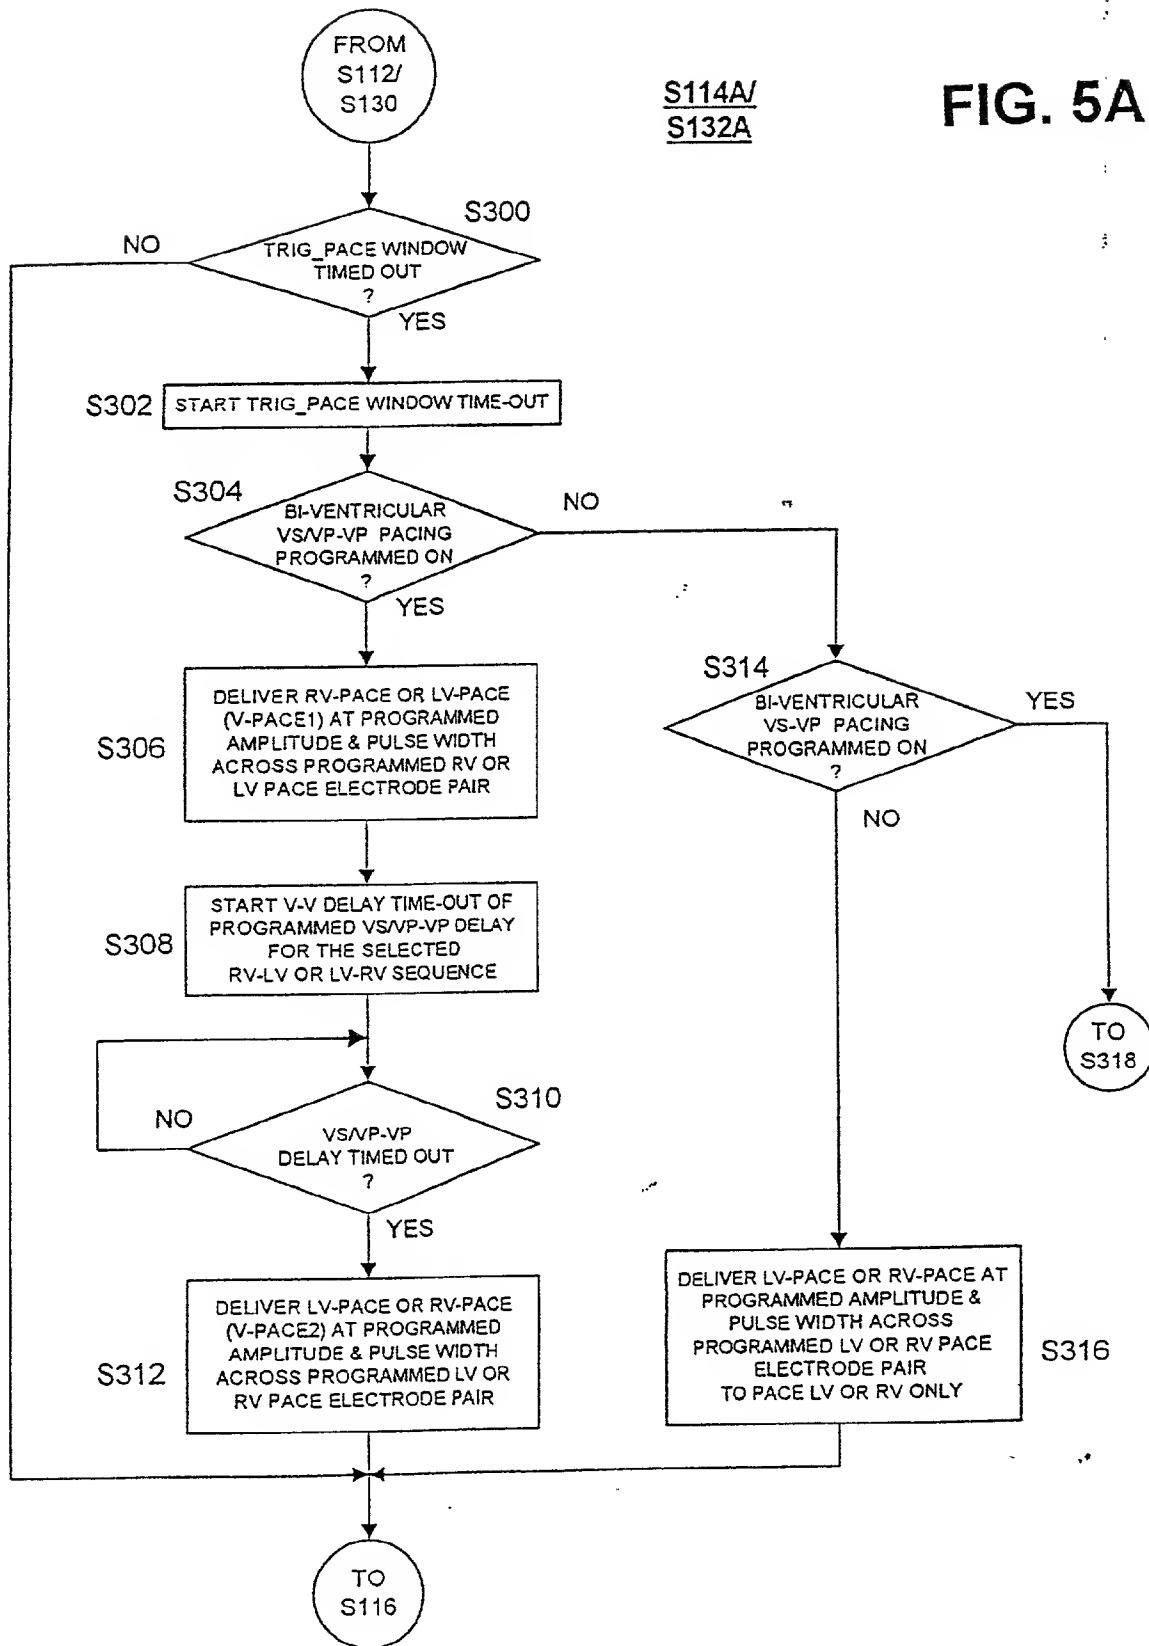 FROM
S112/
S130
S114A/
S132A
FIG. 5A
S300
NO
TRIG_PACE WINDOW
TIMED OUT
?
YES
S302
START TRIG_PACE WINDOW TIME-OUT
S304
BI-VENTRICULAR
VS/VP-VP PACING
PROGRAMMED ON
?
NO
YES
S306
DELIVER RV-PACE OR LV-PACE
(V-PACE1) AT PROGRAMMED
AMPLITUDE & PULSE WIDTH
ACROSS PROGRAMMED RV OR
LV PACE ELECTRODE PAIR
S314
BI-VENTRICULAR
VS-VP PACING
PROGRAMMED ON
?
YES
NO
S308
START V-V DELAY TIME-OUT OF
PROGRAMMED VS/VP-VP DELAY
FOR THE SELECTED
RV-LV OR LV-RV SEQUENCE
TO
S318
S310
NO
VS/VP-VP
DELAY TIMED OUT
?
YES
S312
DELIVER LV-PACE OR RV-PACE
(V-PACE2) AT PROGRAMMED
AMPLITUDE & PULSE WIDTH
ACROSS PROGRAMMED LV OR
RV PACE ELECTRODE PAIR
DELIVER LV-PACE OR RV-PACE AT
PROGRAMMED AMPLITUDE &
PULSE WIDTH ACROSS
PROGRAMMED LV OR RV PACE
ELECTRODE PAIR
TO PACE LV OR RV ONLY
S316
TO
S116